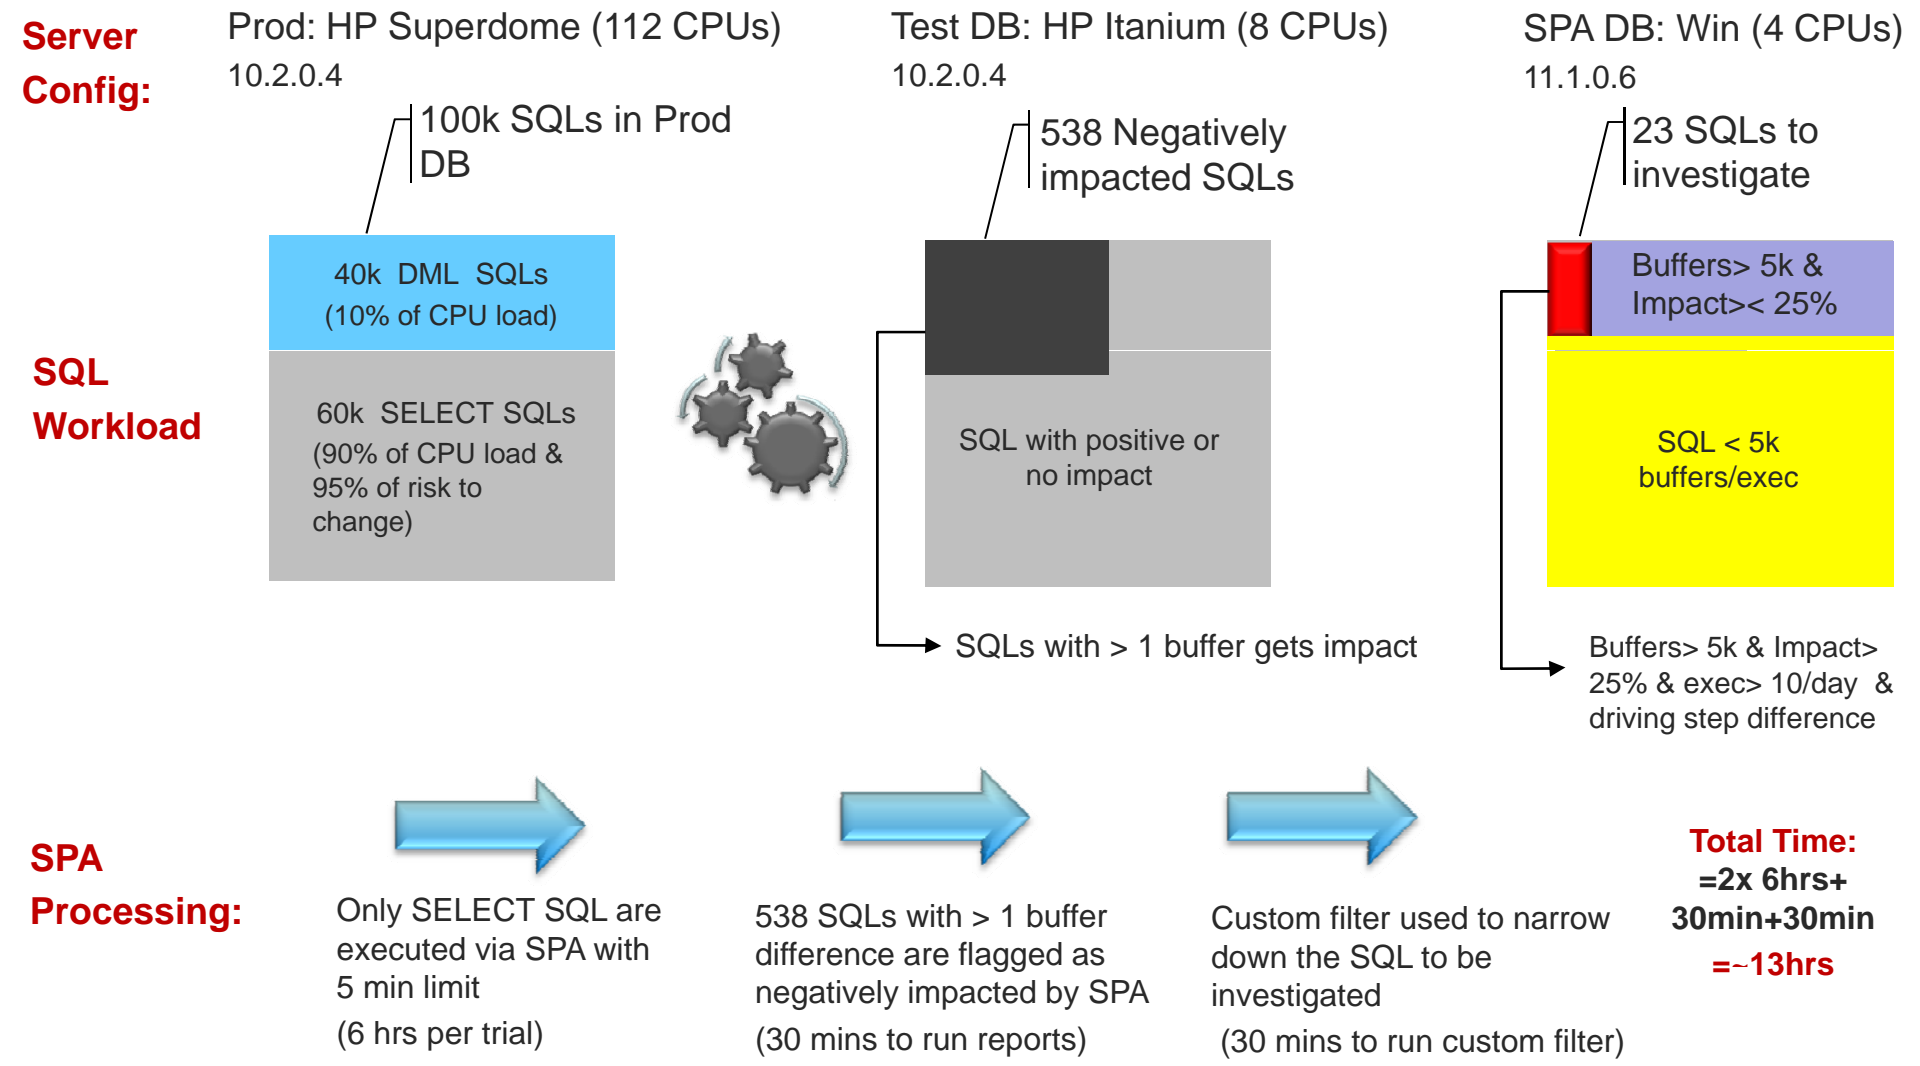 Server
Config:
Prod: HP Superdome (112 CPUs)
10.2.0.4
Test DB: HP Itanium (8 CPUs)
10.2.0.4
SPA DB: Win (4 CPUs)
11.1.0.6
100k SQLs in Prod
DB
538 Negatively
impacted SQLs
23 SQLs to
investigate
SQL
Workload
40k DML SQLs
(10% of CPU load)
60k SELECT SQLs
(90% of CPU load &
95% of risk to
change)
SQL with positive or
no impact
SQLs with > 1 buffer gets impact
Buffers> 5k &
Impact>< 25%
SQL < 5k
buffers/exec
Buffers> 5k & Impact>
25% & exec> 10/day &
driving step difference
SPA
Processing:
Only SELECT SQL are
executed via SPA with
5 min limit
(6 hrs per trial)
538 SQLs with > 1 buffer
difference are flagged as
negatively impacted by SPA
(30 mins to run reports)
Custom filter used to narrow
down the SQL to be
investigated
(30 mins to run custom filter)
Total Time:
=2x 6hrs+
30min+30min
=~13hrs